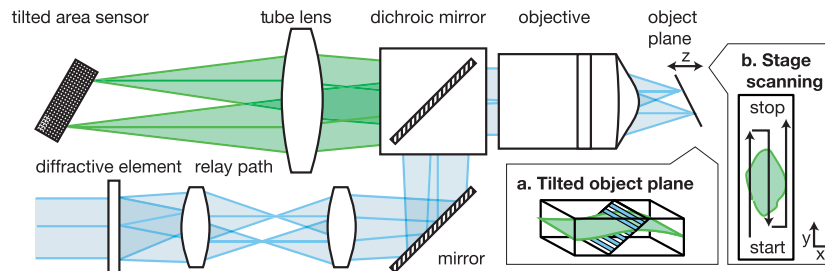 tilted area sensor
tube lens
dichroic mirror
objective
object
plane
z
b. Stage
scanning
stop
start
y
x
diffractive element
relay path
mirror
a. Tilted object plane